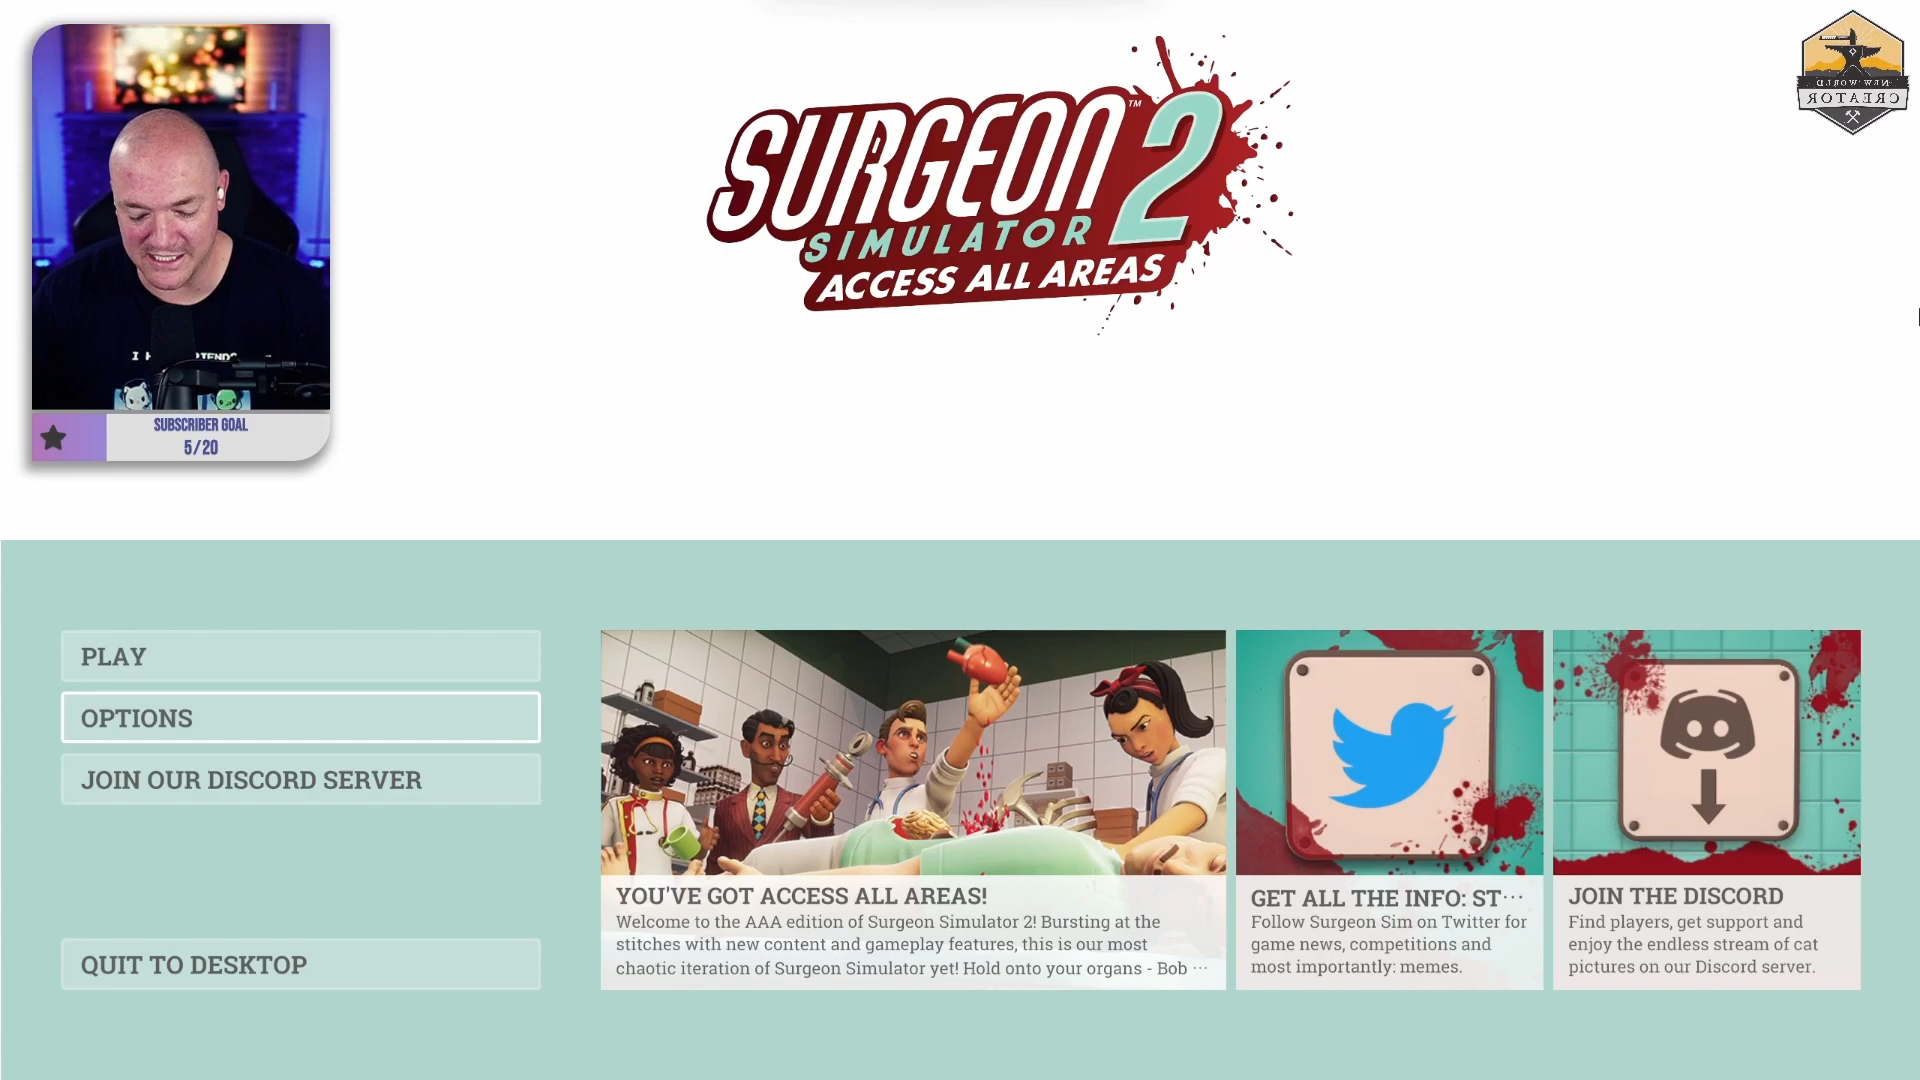 SURGEON 2
™
SIMULATOR
ACCESS ALL AREAS
NEW WORLD
CREATOR
SUBSCRIBER GOAL
5/20
PLAY
OPTIONS
JOIN OUR DISCORD SERVER
QUIT TO DESKTOP
YOU'VE GOT ACCESS ALL AREAS!
Welcome to the AAA edition of Surgeon Simulator 2! Bursting at the
stitches with new content and gameplay features, this is our most
chaotic iteration of Surgeon Simulator yet! Hold onto your organs - Bob ···
GET ALL THE INFO: ST···
Follow Surgeon Sim on Twitter for
game news, competitions and
most importantly: memes.
JOIN THE DISCORD
Find players, get support and
enjoy the endless stream of cat
pictures on our Discord server.